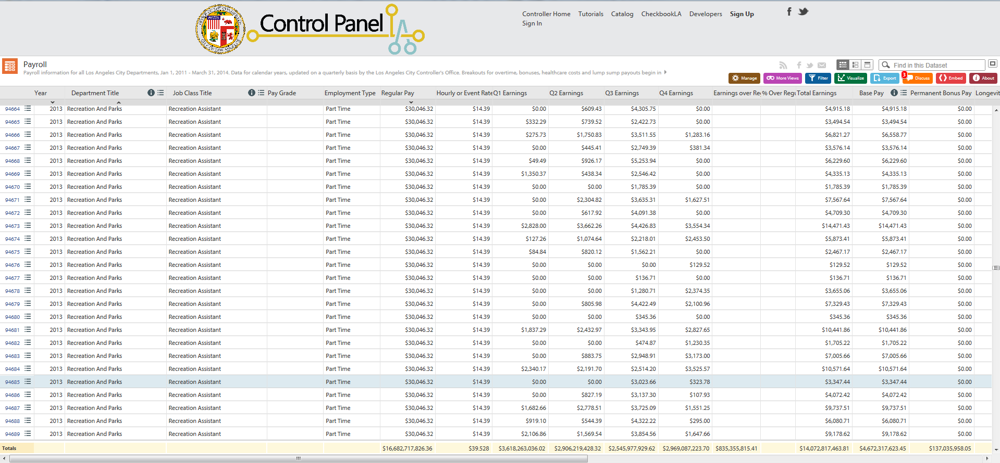 Control Panel LA
Controller Home Tutorials Catalog CheckbookLA Developers Sign Up
Sign In
Payroll
Payroll information for all Los Angeles City Departments, Jan 1, 2011 - March 31, 2014. Data for calendar years, updated on a quarterly basis by the Los Angeles City Controller's Office. Breakouts for overtime, bonuses, healthcare costs and lump sump payouts begin in
Find in this Dataset
Manage More Views Filter Visualize Export 3 Discuss Embed About
Year Department Title Job Class Title Pay Grade Employment Type Regular Pay Hourly or Event Rate Q1 Earnings Q2 Earnings Q3 Earnings Q4 Earnings Earnings over Re % Over Regu Total Earnings Base Pay Permanent Bonus Pay Longevit
94664 2013 Recreation And Parks Recreation Assistant Part Time $30,046.32 $14.39 $0.00 $609.43 $4,305.75 $0.00 $4,915.18 $4,915.18 $0.00
94665 2013 Recreation And Parks Recreation Assistant Part Time $30,046.32 $14.39 $332.29 $739.52 $2,422.73 $0.00 $3,494.54 $3,494.54 $0.00
94666 2013 Recreation And Parks Recreation Assistant Part Time $30,046.32 $14.39 $275.73 $1,750.83 $3,511.55 $1,283.16 $6,821.27 $6,558.77 $0.00
94667 2013 Recreation And Parks Recreation Assistant Part Time $30,046.32 $14.39 $0.00 $445.41 $2,749.39 $381.34 $3,576.14 $3,576.14 $0.00
94668 2013 Recreation And Parks Recreation Assistant Part Time $30,046.32 $14.39 $49.49 $926.17 $5,253.94 $0.00 $6,229.60 $6,229.60 $0.00
94669 2013 Recreation And Parks Recreation Assistant Part Time $30,046.32 $14.39 $1,350.37 $438.34 $2,546.42 $0.00 $4,335.13 $4,335.13 $0.00
94670 2013 Recreation And Parks Recreation Assistant Part Time $30,046.32 $14.39 $0.00 $0.00 $1,785.39 $0.00 $1,785.39 $1,785.39 $0.00
94671 2013 Recreation And Parks Recreation Assistant Part Time $30,046.32 $14.39 $0.00 $2,304.82 $3,635.31 $1,627.51 $7,567.64 $7,567.64 $0.00
94672 2013 Recreation And Parks Recreation Assistant Part Time $30,046.32 $14.39 $0.00 $617.92 $4,091.38 $0.00 $4,709.30 $4,709.30 $0.00
94673 2013 Recreation And Parks Recreation Assistant Part Time $30,046.32 $14.39 $2,828.00 $3,662.26 $4,426.83 $3,554.34 $14,471.43 $14,471.43 $0.00
94674 2013 Recreation And Parks Recreation Assistant Part Time $30,046.32 $14.39 $127.26 $1,074.64 $2,218.01 $2,453.50 $5,873.41 $5,873.41 $0.00
94675 2013 Recreation And Parks Recreation Assistant Part Time $30,046.32 $14.39 $84.84 $820.12 $1,562.21 $0.00 $2,467.17 $2,467.17 $0.00
94676 2013 Recreation And Parks Recreation Assistant Part Time $30,046.32 $14.39 $0.00 $0.00 $0.00 $129.52 $129.52 $129.52 $0.00
94677 2013 Recreation And Parks Recreation Assistant Part Time $30,046.32 $14.39 $0.00 $0.00 $136.71 $0.00 $136.71 $136.71 $0.00
94678 2013 Recreation And Parks Recreation Assistant Part Time $30,046.32 $14.39 $0.00 $0.00 $1,280.71 $2,374.35 $3,655.06 $3,655.06 $0.00
94679 2013 Recreation And Parks Recreation Assistant Part Time $30,046.32 $14.39 $0.00 $805.98 $4,422.49 $2,100.96 $7,329.43 $7,329.43 $0.00
94680 2013 Recreation And Parks Recreation Assistant Part Time $30,046.32 $14.39 $0.00 $0.00 $345.36 $0.00 $345.36 $345.36 $0.00
94681 2013 Recreation And Parks Recreation Assistant Part Time $30,046.32 $14.39 $1,837.29 $2,432.97 $3,343.95 $2,827.65 $10,441.86 $10,441.86 $0.00
94682 2013 Recreation And Parks Recreation Assistant Part Time $30,046.32 $14.39 $0.00 $0.00 $474.87 $1,230.35 $1,705.22 $1,705.22 $0.00
94683 2013 Recreation And Parks Recreation Assistant Part Time $30,046.32 $14.39 $0.00 $883.75 $2,948.91 $3,173.00 $7,005.66 $7,005.66 $0.00
94684 2013 Recreation And Parks Recreation Assistant Part Time $30,046.32 $14.39 $2,340.17 $2,191.70 $2,514.20 $3,525.57 $10,571.64 $10,571.64 $0.00
94685 2013 Recreation And Parks Recreation Assistant Part Time $30,046.32 $14.39 $0.00 $0.00 $3,023.66 $323.78 $3,347.44 $3,347.44 $0.00
94686 2013 Recreation And Parks Recreation Assistant Part Time $30,046.32 $14.39 $0.00 $827.19 $3,137.30 $107.93 $4,072.42 $4,072.42 $0.00
94687 2013 Recreation And Parks Recreation Assistant Part Time $30,046.32 $14.39 $1,682.66 $2,778.51 $3,725.09 $1,551.25 $9,737.51 $9,737.51 $0.00
94688 2013 Recreation And Parks Recreation Assistant Part Time $30,046.32 $14.39 $919.10 $544.39 $4,322.22 $295.00 $6,080.71 $6,080.71 $0.00
94689 2013 Recreation And Parks Recreation Assistant Part Time $30,046.32 $14.39 $2,106.86 $1,569.54 $3,854.56 $1,647.66 $9,178.62 $9,178.62 $0.00
Totals $16,682,717,826.36 $39.528 $3,618,263,036.02 $2,906,219,428.32 $2,545,977,929.62 $2,969,087,223.70 $835,355,815.41 $14,072,817,463.81 $4,672,317,623.45 $137,035,958.05